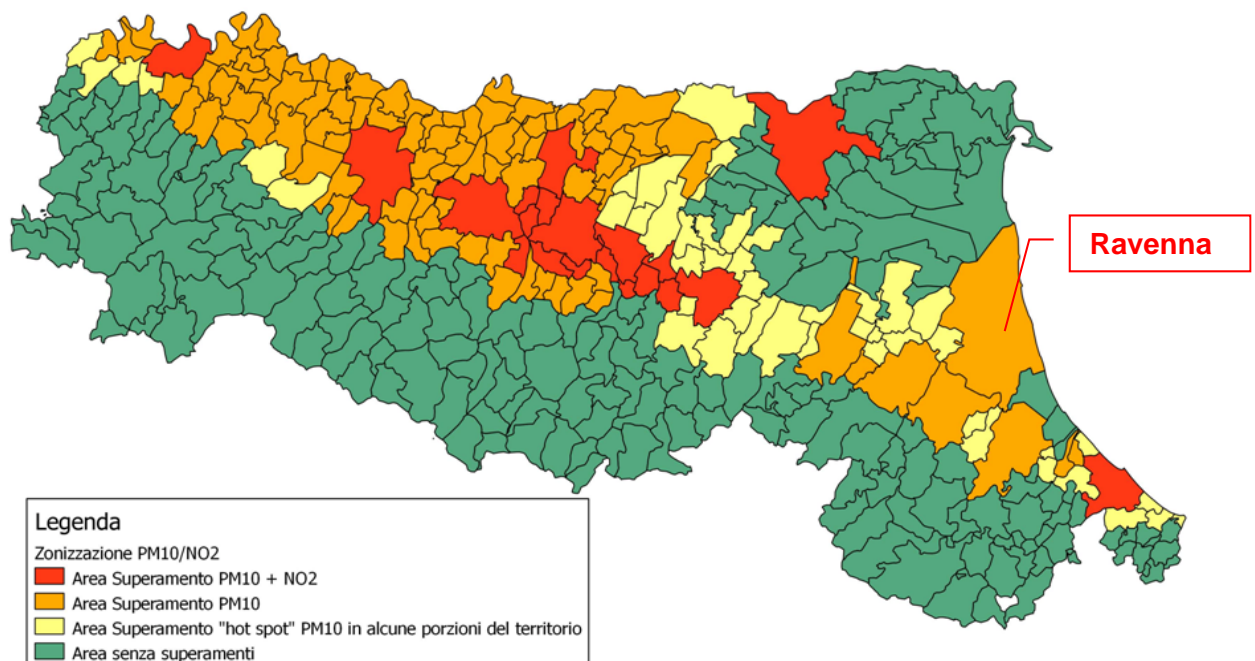 Ravenna
Legenda
Zonizzazione PM10/NO2
Area Superamento PM10 + NO2
Area Superamento PM10
Area Superamento "hot spot" PM10 in alcune porzioni del territorio
Area senza superamenti